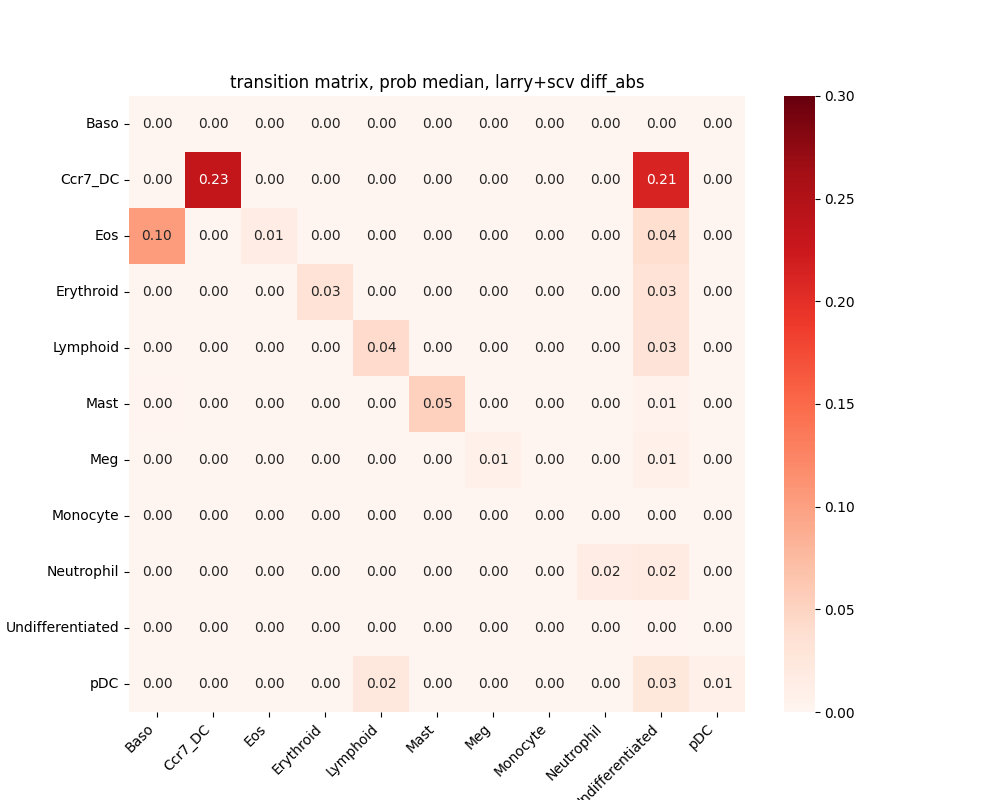 transition matrix, prob median, larry+scv diff_abs
Baso 0.00 0.00 0.00 0.00 0.00 0.00 0.00 0.00 0.00 0.00 0.00
Ccr7_DC 0.00 0.23 0.00 0.00 0.00 0.00 0.00 0.00 0.00 0.21 0.00
Eos 0.10 0.00 0.01 0.00 0.00 0.00 0.00 0.00 0.00 0.04 0.00
Erythroid 0.00 0.00 0.00 0.03 0.00 0.00 0.00 0.00 0.00 0.03 0.00
Lymphoid 0.00 0.00 0.00 0.00 0.04 0.00 0.00 0.00 0.00 0.03 0.00
Mast 0.00 0.00 0.00 0.00 0.00 0.05 0.00 0.00 0.00 0.01 0.00
Meg 0.00 0.00 0.00 0.00 0.00 0.00 0.01 0.00 0.00 0.01 0.00
Monocyte 0.00 0.00 0.00 0.00 0.00 0.00 0.00 0.00 0.00 0.00 0.00
Neutrophil 0.00 0.00 0.00 0.00 0.00 0.00 0.00 0.00 0.02 0.02 0.00
Undifferentiated 0.00 0.00 0.00 0.00 0.00 0.00 0.00 0.00 0.00 0.00 0.00
pDC 0.00 0.00 0.00 0.00 0.02 0.00 0.00 0.00 0.00 0.03 0.01
Baso Ccr7_DC Eos Erythroid Lymphoid Mast Meg Monocyte Neutrophil ndifferentiated pDC
0.30
0.25
0.20
0.15
0.10
0.05
0.00